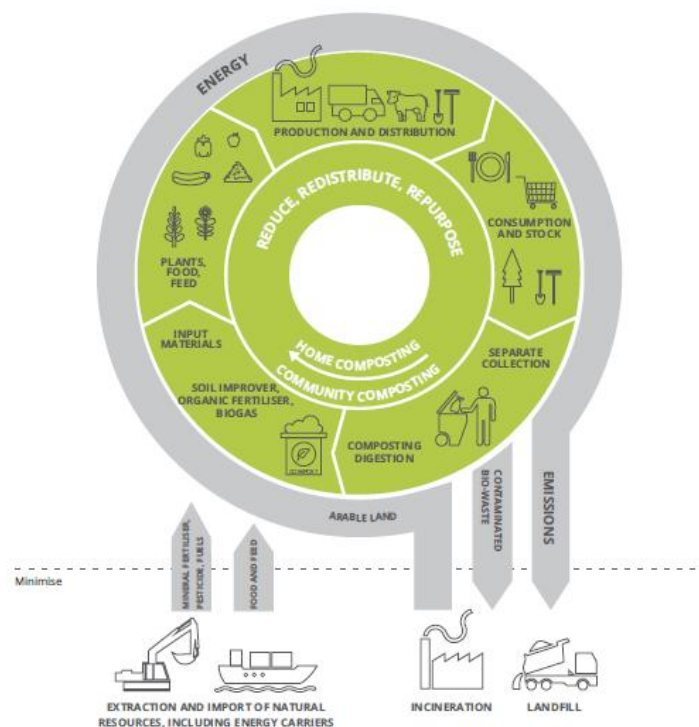 ENERGY
PRODUCTION AND DISTRIBUTION
REDUCE, REDISTRIBUTE, REPURPOSE
CONSUMPTION
AND STOCK
PLANTS,
FOOD,
FEED
INPUT
MATERIALS
HOME COMPOSTING
COMMUNITY COMPOSTING
SEPARATE
COLLECTION
SOIL IMPROVER,
ORGANIC FERTILISER,
BIOGAS
COMPOST
COMPOSTING
DIGESTION
ARABLE LAND
CONTAMINATED
BIO-WASTE
EMISSIONS
MINERAL FERTILISER,
PESTICIDE, FUELS
FOOD AND FEED
Minimise
EXTRACTION AND IMPORT OF NATURAL
RESOURCES, INCLUDING ENERGY CARRIERS
INCINERATION
LANDFILL